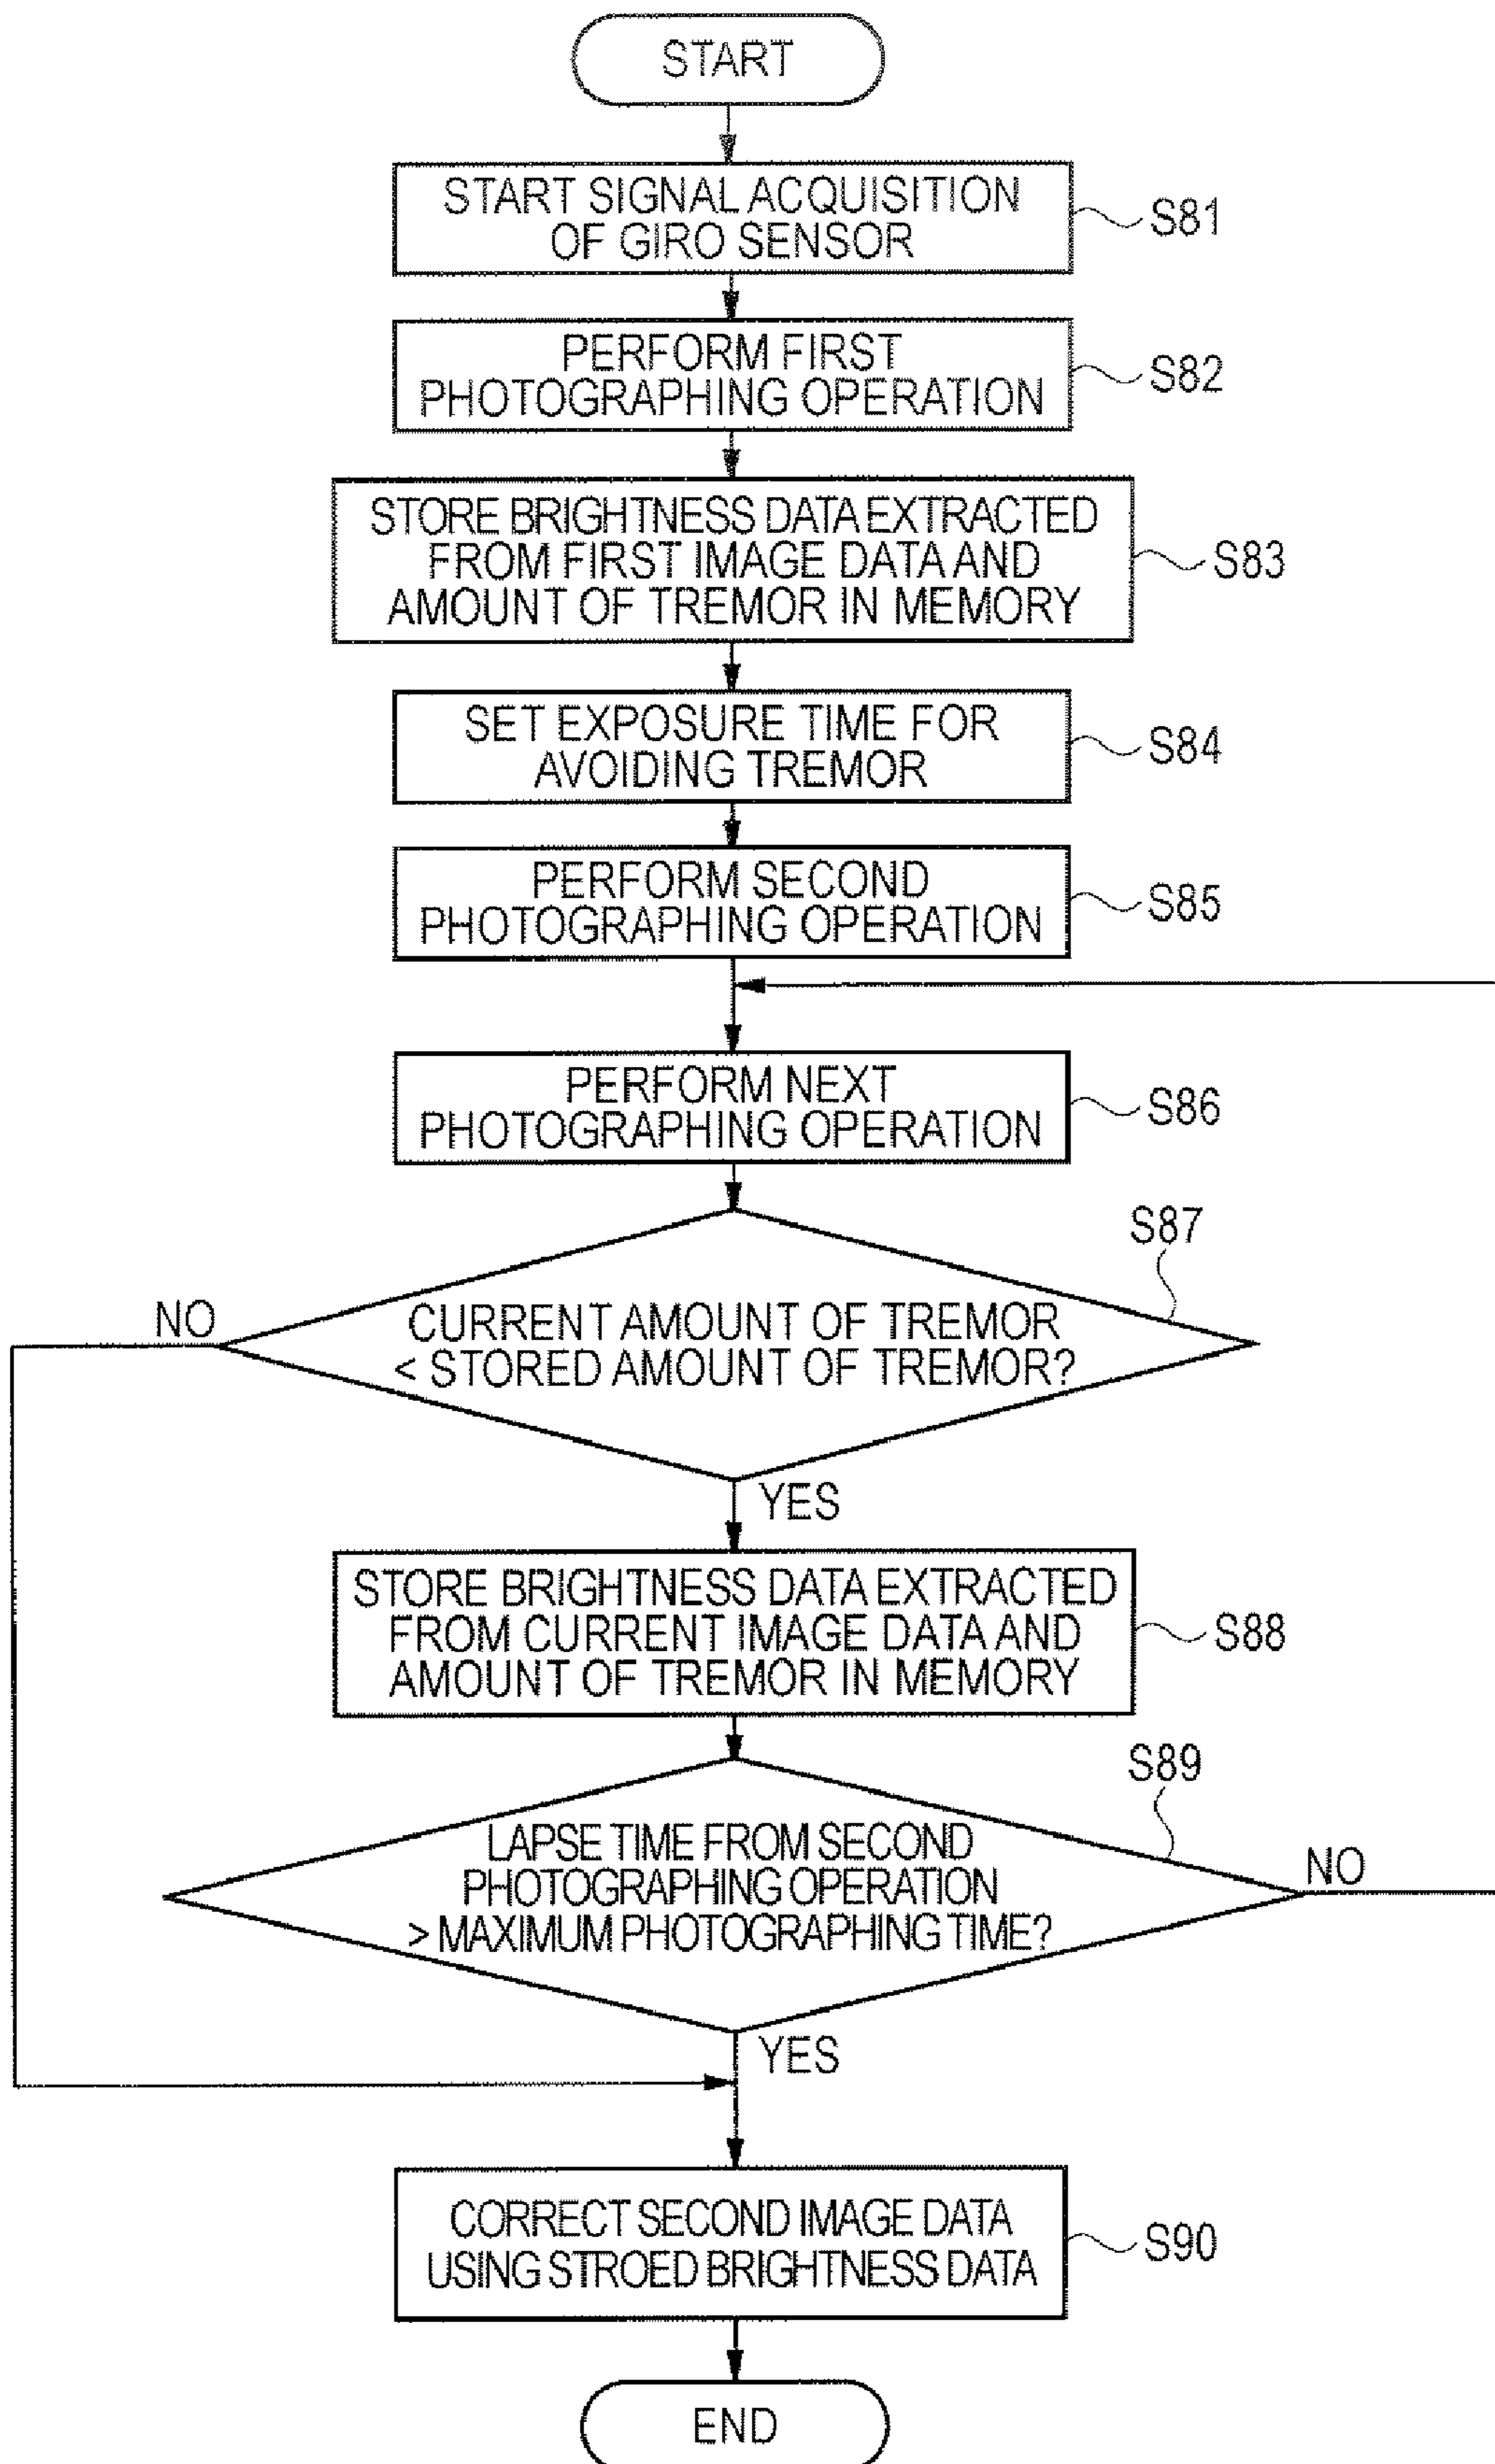 START
START SIGNAL ACQUISITION
OF GIRO SENSOR
S81
PERFORM FIRST
PHOTOGRAPHING OPERATION
S82
STORE BRIGHTNESS DATA EXTRACTED
FROM FIRST IMAGE DATA AND
AMOUNT OF TREMOR IN MEMORY
S83
SET EXPOSURE TIME FOR
AVOIDING TREMOR
S84
PERFORM SECOND
PHOTOGRAPHING OPERATION
S85
PERFORM NEXT
PHOTOGRAPHING OPERATION
S86
S87
NO
CURRENT AMOUNT OF TREMOR
< STORED AMOUNT OF TREMOR?
YES
STORE BRIGHTNESS DATA EXTRACTED
FROM CURRENT IMAGE DATA AND
AMOUNT OF TREMOR IN MEMORY
S88
S89
LAPSE TIME FROM SECOND
PHOTOGRAPHING OPERATION
> MAXIMUM PHOTOGRAPHING TIME?
NO
YES
CORRECT SECOND IMAGE DATA
USING STROED BRIGHTNESS DATA
S90
END